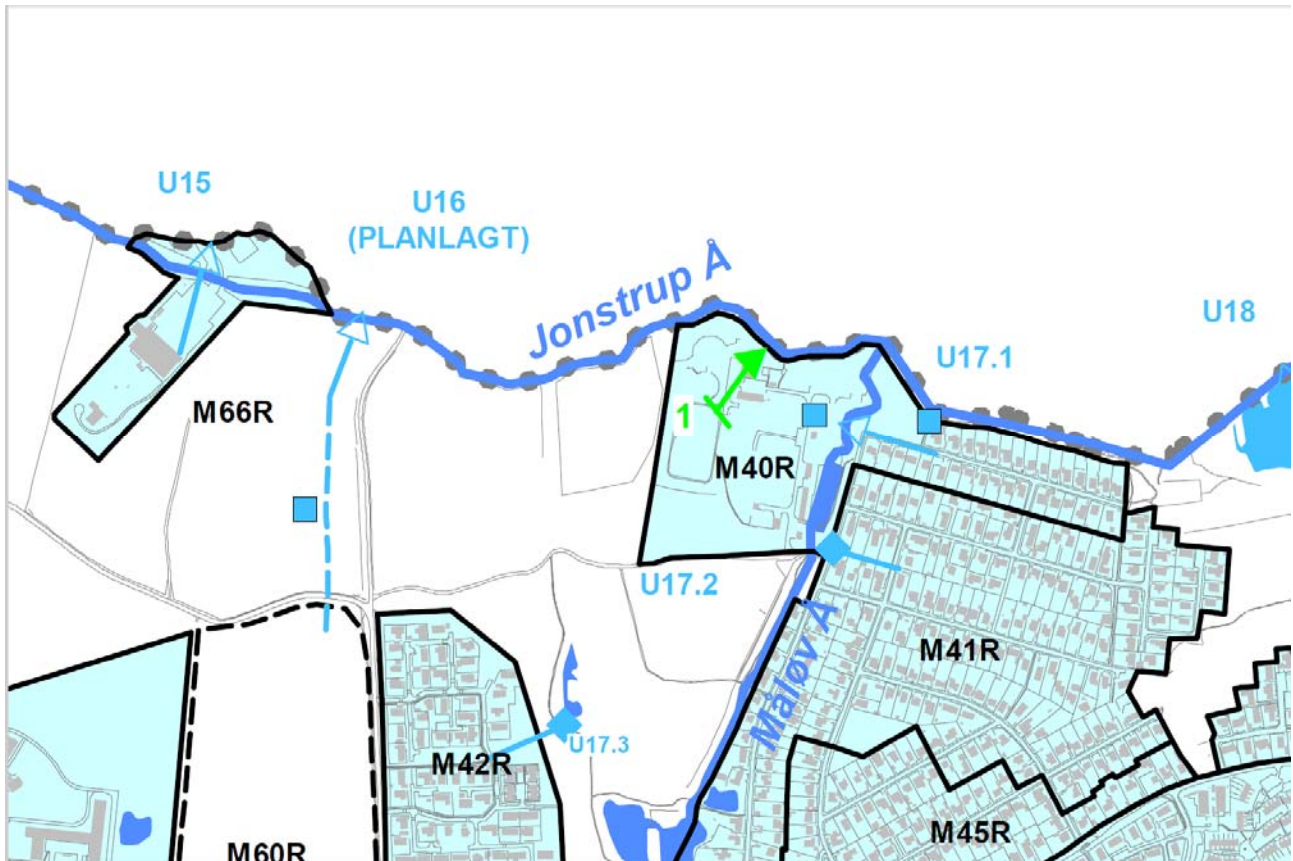 U15
U16
(PLANLAGT)
Jonstrup Å
U18
U17.1
M66R
1
M40R
U17.2
M41R
Måløv Å
U17.3
M42R
M45R
M60R